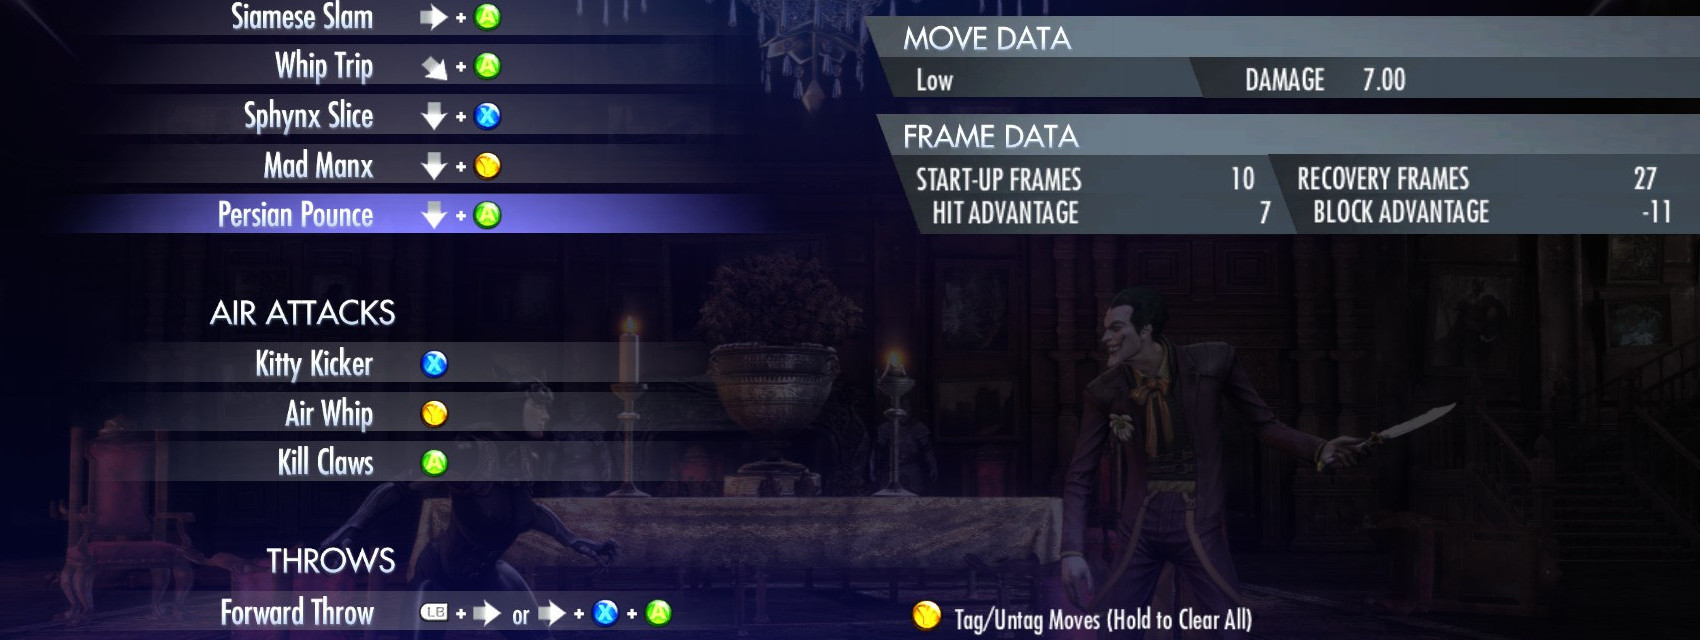 Siamese Slam + A
Whip Trip + A
Sphynx Slice + X
Mad Manx + Y
Persian Pounce + A
AIR ATTACKS
Kitty Kicker X
Air Whip Y
Kill Claws A
THROWS
Forward Throw LB + or + X + A
MOVE DATA
Low DAMAGE 7.00
FRAME DATA
START-UP FRAMES 10 RECOVERY FRAMES 27
HIT ADVANTAGE 7 BLOCK ADVANTAGE -11
Y Tag/Untag Moves (Hold to Clear All)